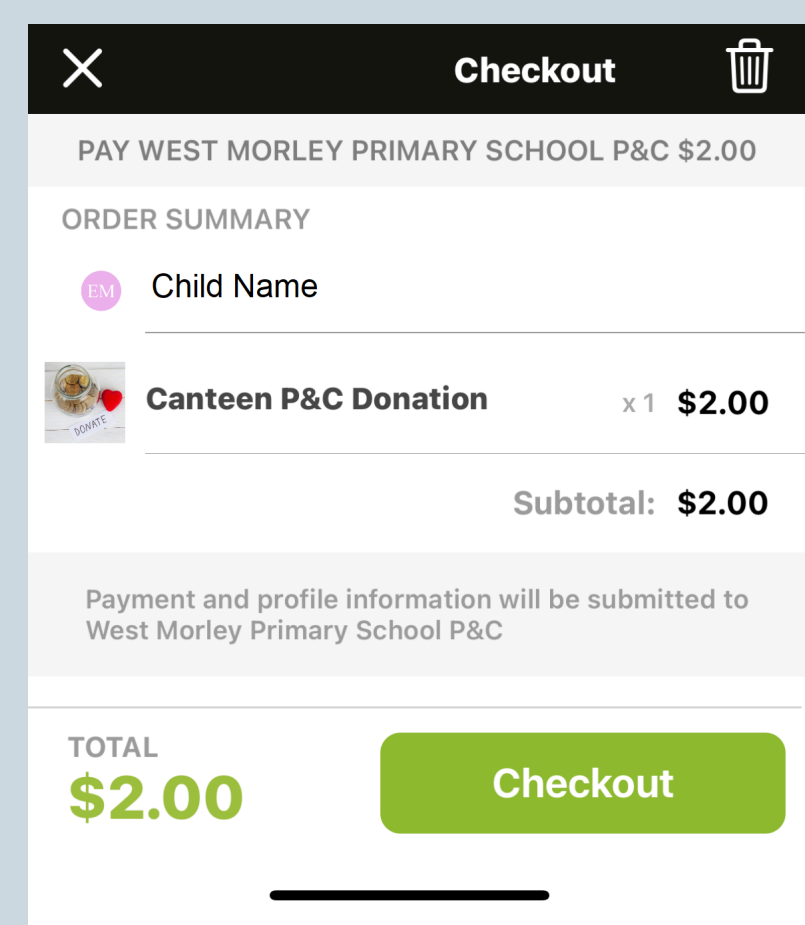 Checkout
PAY WEST MORLEY PRIMARY SCHOOL P&C $2.00
ORDER SUMMARY
EM Child Name
Canteen P&C Donation x 1 $2.00
DONATE
Subtotal: $2.00
Payment and profile information will be submitted to
West Morley Primary School P&C
TOTAL
$2.00
Checkout